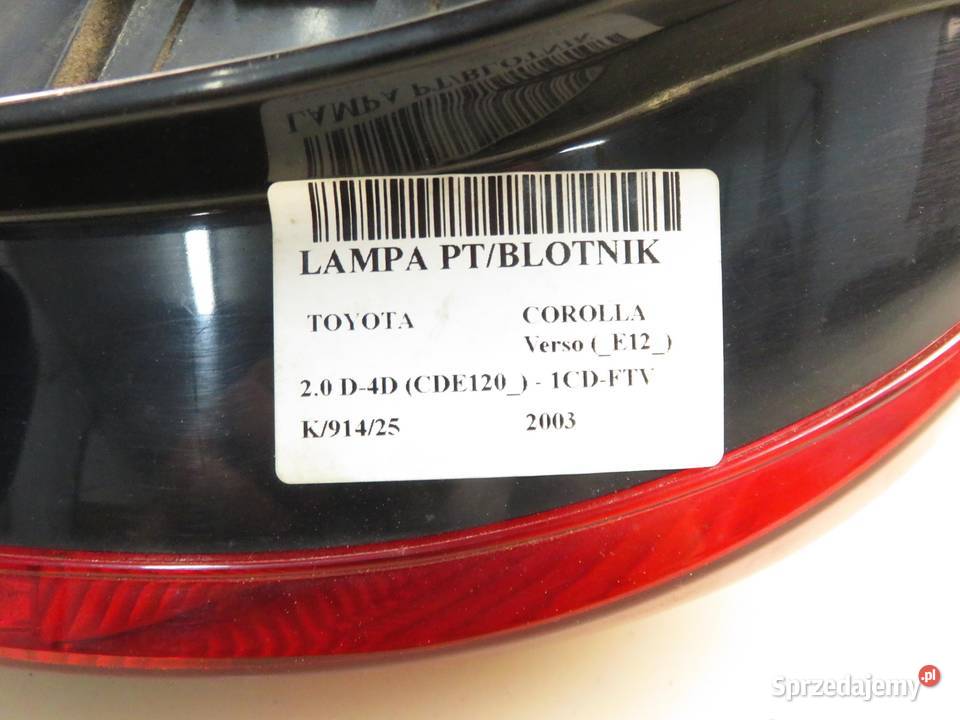 LAMPA PT/BLOTNIK
LAMPA PT/BLOTNIK
TOYOTA COROLLA
Verso (_E12_)
2.0 D-4D (CDE120_) - 1CD-FTV
K/914/25 2003
Sprzedajemy.pl